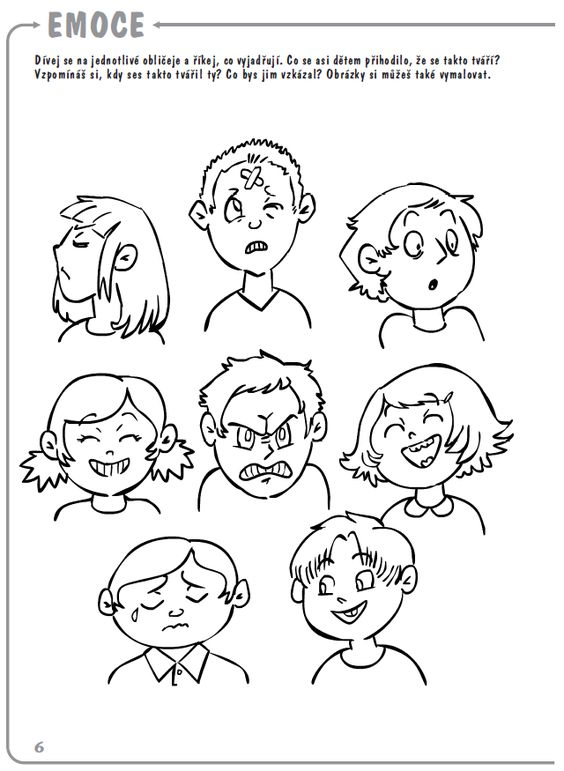 EMOCE
Dívej se na jednotlivé obličeje a říkej, co vyjadřují. Co se asi dětem přihodilo, že se takto tváří?
Vzpomínáš si, kdy ses takto tvářil ty? Co bys jim vzkázal? Obrázky si můžeš také vymalovat.
6